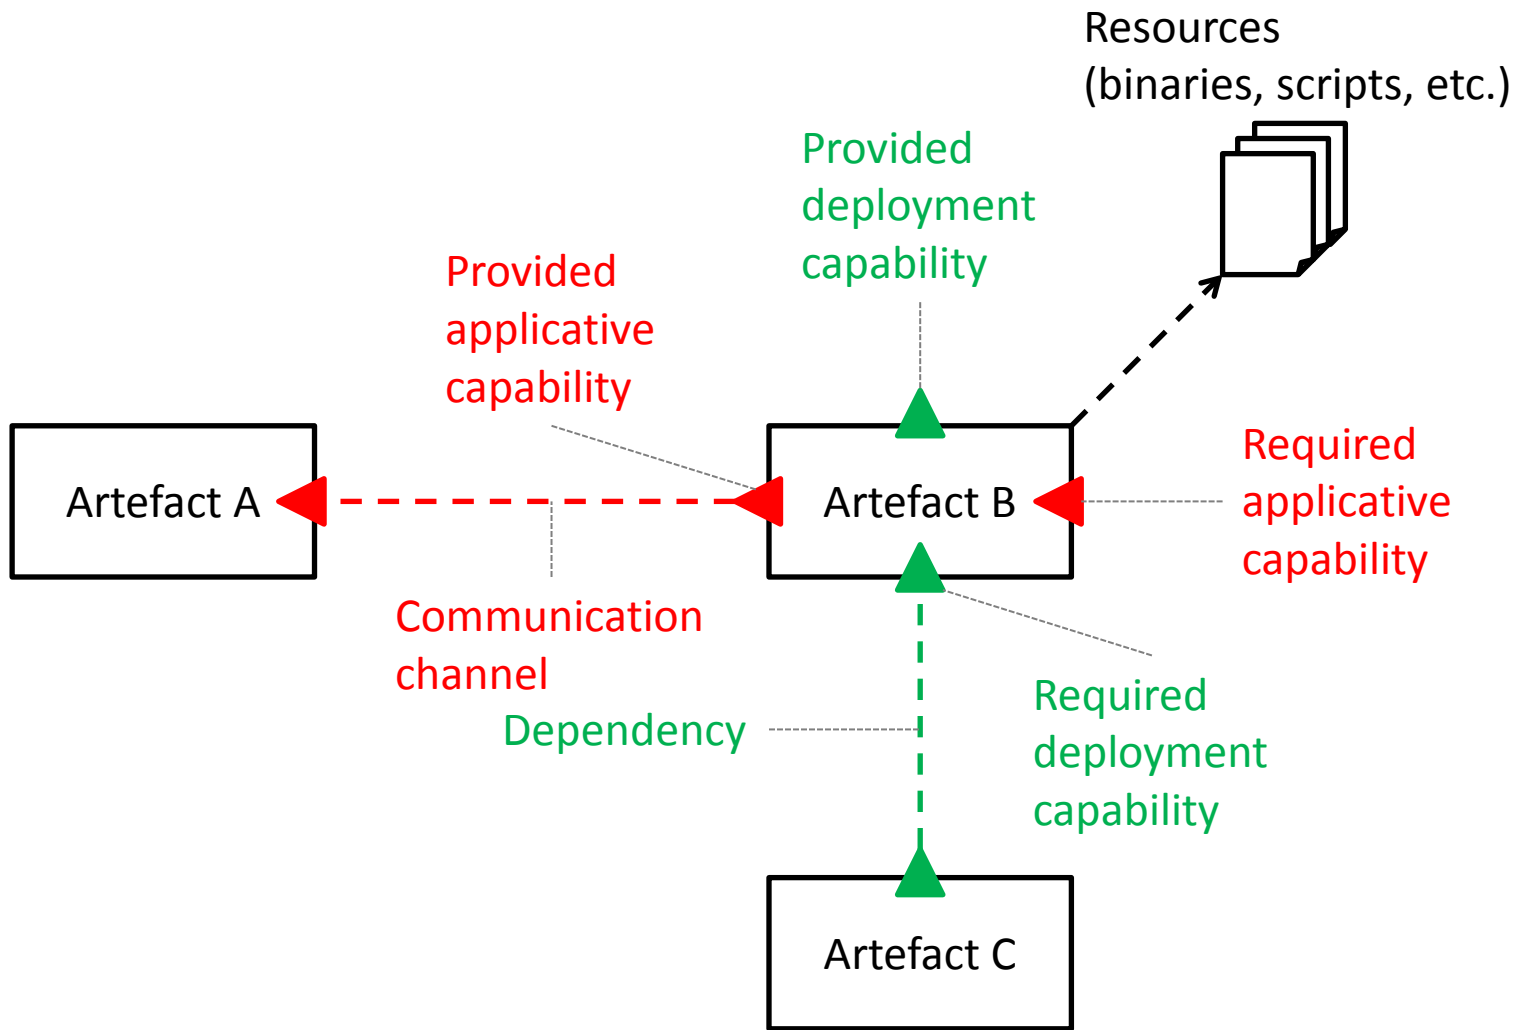 Resources
(binaries, scripts, etc.)
Provided
deployment
capability
Provided
applicative
capability
Artefact A
Artefact B
Required
applicative
capability
Communication
channel
Dependency
Required
deployment
capability
Artefact C